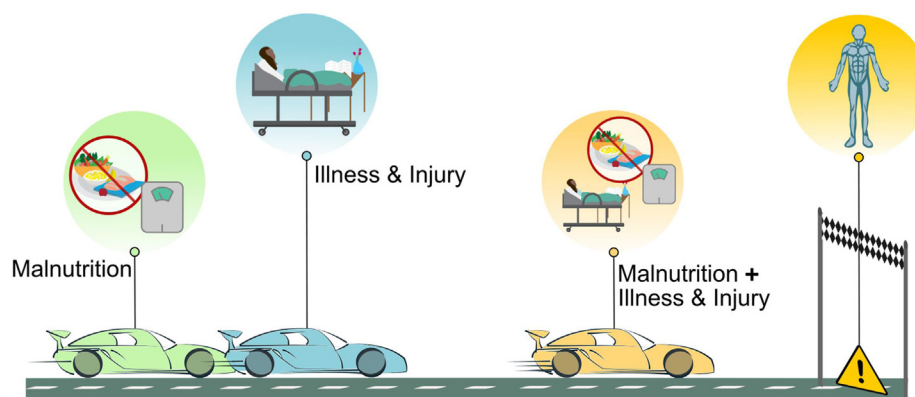 Illness & Injury
Malnutrition
Malnutrition +
Illness & Injury
!